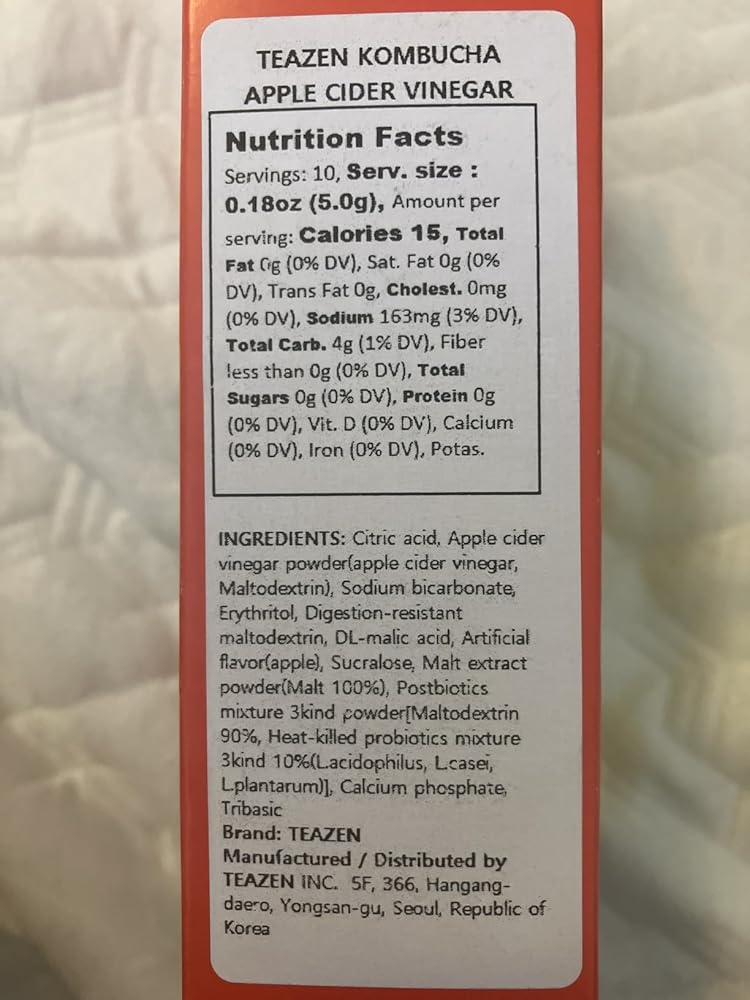 TEAZEN KOMBUCHA
APPLE CIDER VINEGAR
Nutrition Facts
Servings: 10, Serv. size :
0.18oz (5.0g), Amount per
serving: Calories 15, Total
Fat 0g (0% DV), Sat. Fat 0g (0%
DV), Trans Fat 0g, Cholest. 0mg
(0% DV), Sodium 163mg (3% DV),
Total Carb. 4g (1% DV), Fiber
less than 0g (0% DV), Total
Sugars 0g (0% DV), Protein 0g
(0% DV), Vit. D (0% DV), Calcium
(0% DV), Iron (0% DV), Potas.
INGREDIENTS: Citric acid, Apple cider
vinegar powder(apple cider vinegar,
Maltodextrin), Sodium bicarbonate,
Erythritol, Digestion-resistant
maltodextrin, DL-malic acid, Artificial
flavor(apple), Sucralose, Malt extract
powder(Malt 100%), Postbiotics
mixture 3kind powder[Maltodextrin
90%, Heat-killed probiotics mixture
3kind 10%(L.acidophilus, L.casei,
L.plantarum)], Calcium phosphate,
Tribasic
Brand: TEAZEN
Manufactured / Distributed by
TEAZEN INC. 5F, 366, Hangang-
daero, Yongsan-gu, Seoul, Republic of
Korea